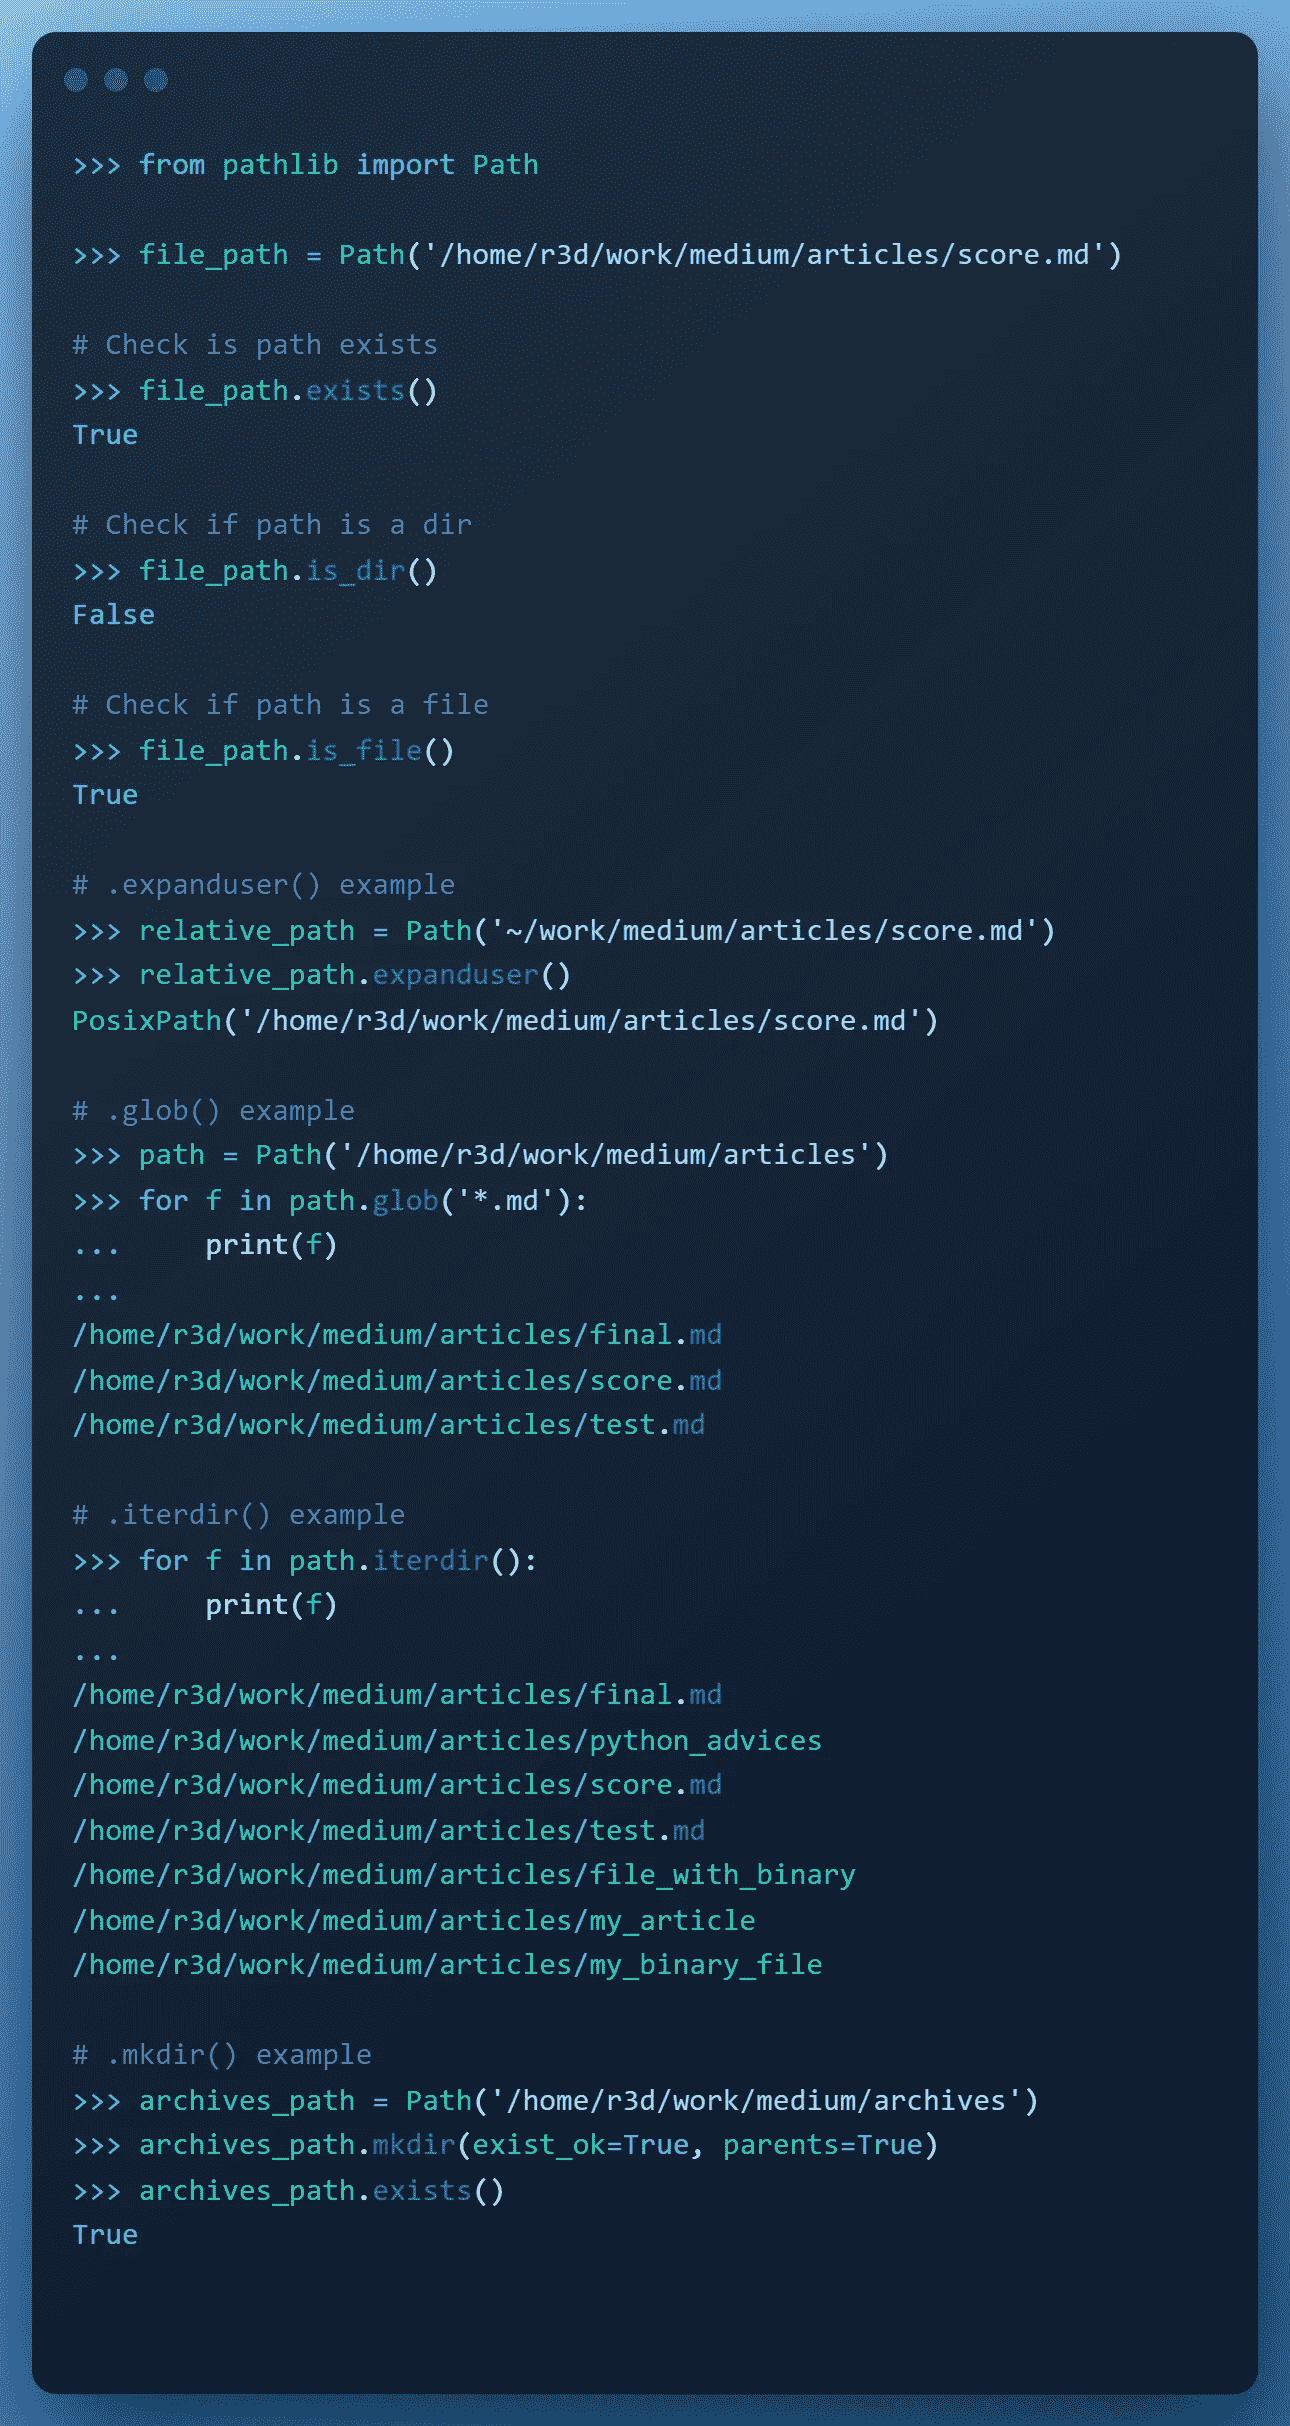 >>> from pathlib import Path
>>> file_path = Path('/home/r3d/work/medium/articles/score.md')
# Check is path exists
>>> file_path.exists()
True
# Check if path is a dir
>>> file_path.is_dir()
False
# Check if path is a file
>>> file_path.is_file()
True
# .expanduser() example
>>> relative_path = Path('~/work/medium/articles/score.md')
>>> relative_path.expanduser()
PosixPath('/home/r3d/work/medium/articles/score.md')
# .glob() example
>>> path = Path('/home/r3d/work/medium/articles')
>>> for f in path.glob('*.md'):
...     print(f)
...
/home/r3d/work/medium/articles/final.md
/home/r3d/work/medium/articles/score.md
/home/r3d/work/medium/articles/test.md
# .iterdir() example
>>> for f in path.iterdir():
...     print(f)
...
/home/r3d/work/medium/articles/final.md
/home/r3d/work/medium/articles/python_advices
/home/r3d/work/medium/articles/score.md
/home/r3d/work/medium/articles/test.md
/home/r3d/work/medium/articles/file_with_binary
/home/r3d/work/medium/articles/my_article
/home/r3d/work/medium/articles/my_binary_file
# .mkdir() example
>>> archives_path = Path('/home/r3d/work/medium/archives')
>>> archives_path.mkdir(exist_ok=True, parents=True)
>>> archives_path.exists()
True